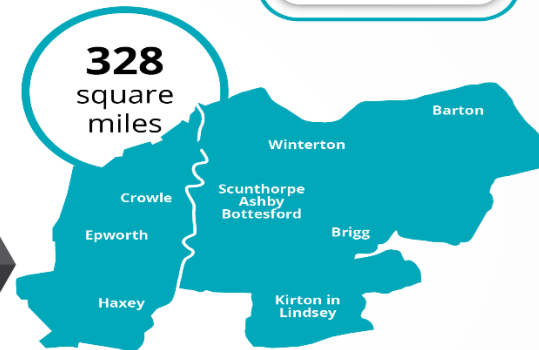 328
square
miles
Barton
Winterton
Crowle
Scunthorpe
Ashby
Bottesford
Epworth
Brigg
Haxey
Kirton in
Lindsey